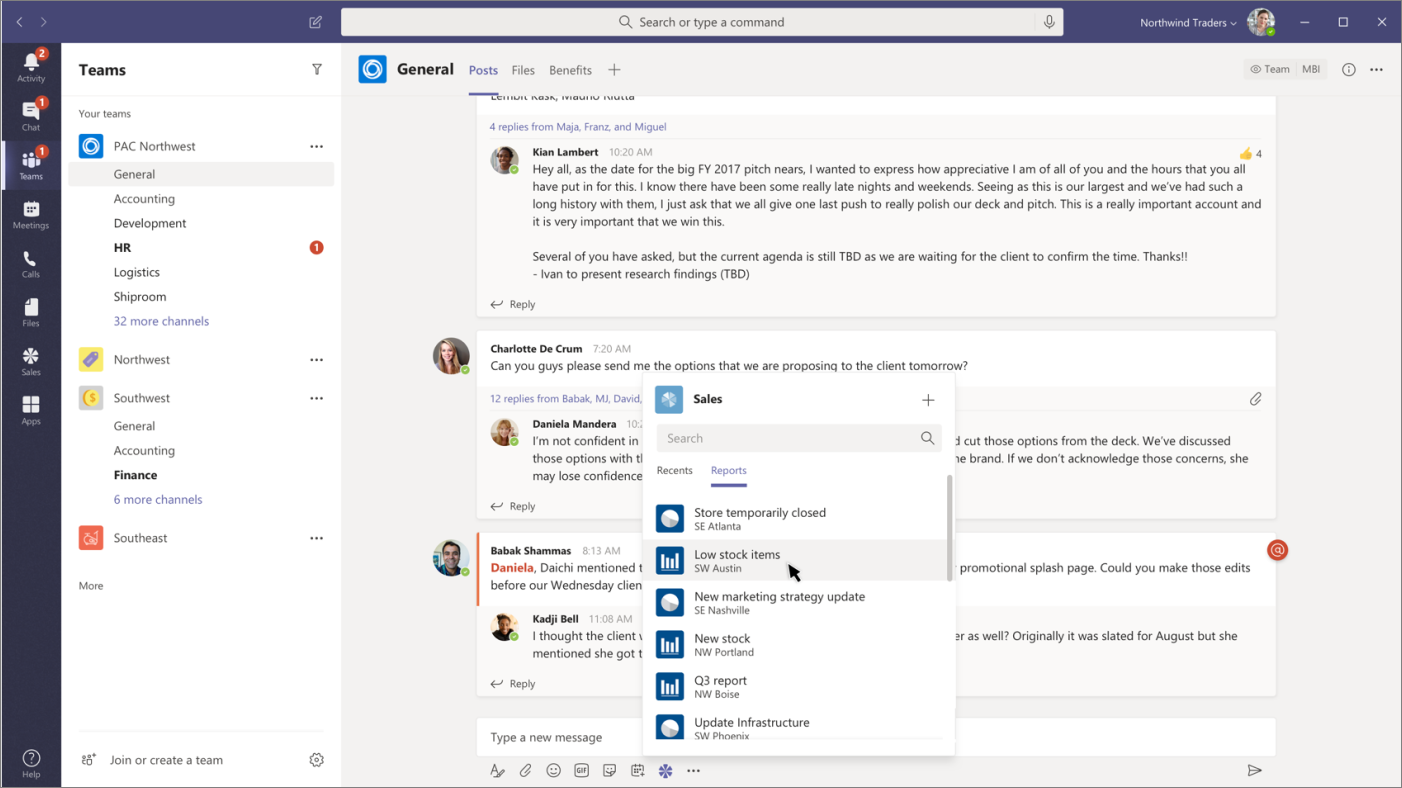 Search or type a command
Northwind Traders
2
Activity
1
Chat
1
Teams
Meetings
Calls
Files
Sales
Apps
Help
Teams
Your teams
PAC Northwest
General
Accounting
Development
HR
1
Logistics
Shiproom
32 more channels
Northwest
Southwest
General
Accounting
Finance
6 more channels
Southeast
More
Join or create a team
General
Posts
Files
Benefits
Team
MBI
Lembit Kask, Mauno Riutta
4 replies from Maja, Franz, and Miguel
Kian Lambert 10:20 AM
4
Hey all, as the date for the big FY 2017 pitch nears, I wanted to express how appreciative I am of all of you and the hours that you all
have put in for this. I know there have been some really late nights and weekends. Seeing as this is our largest and we've had such a
long history with them, I just ask that we all give one last push to really polish our deck and pitch. This is a really important account and
it is very important that we win this.
Several of you have asked, but the current agenda is still TBD as we are waiting for the client to confirm the time. Thanks!!
- Ivan to present research findings (TBD)
Reply
Charlotte De Crum 7:20 AM
Can you guys please send me the options that we are proposing to the client tomorrow?
12 replies from Babak, MJ, David,
Daniela Mandera 10:2
I'm not confident in d cut those options from the deck. We've discussed
those options with th ne brand. If we don't acknowledge those concerns, she
may lose confidence
Reply
Babak Shammas 8:13 AM
Daniela, Daichi mentioned t promotional splash page. Could you make those edits
before our Wednesday clien
Kadji Bell 11:08 AM
I thought the client w er as well? Originally it was slated for August but she
mentioned she got t
Reply
Sales
Search
Recents
Reports
Store temporarily closed
SE Atlanta
Low stock items
SW Austin
New marketing strategy update
SE Nashville
New stock
NW Portland
Q3 report
NW Boise
Update Infrastructure
SW Phoenix
Type a new message
GIF